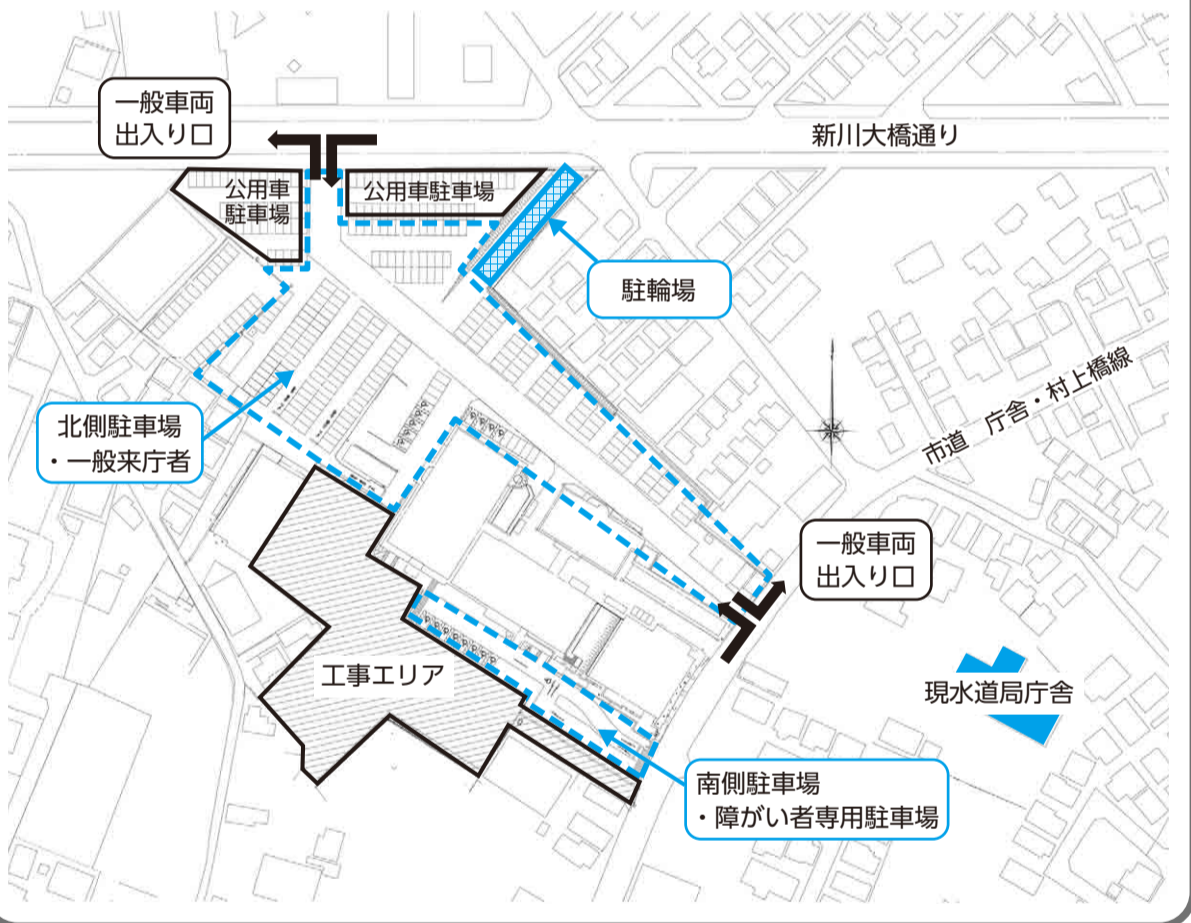 一般車両
出入り口
新川大橋通り
公用車
駐車場
公用車駐車場
駐輪場
市道 庁舎・村上橋線
北側駐車場
・一般来庁者
一般車両
出入り口
工事エリア
現水道局庁舎
南側駐車場
・障がい者専用駐車場